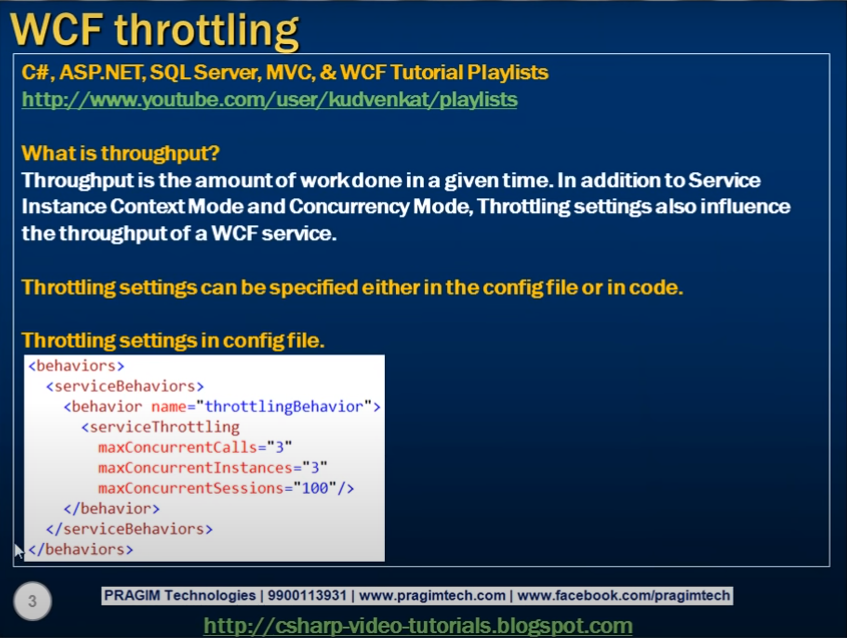 WCF throttling
C#, ASP.NET, SQL Server, MVC, & WCF Tutorial Playlists
http://www.youtube.com/user/kudvenkat/playlists
What is throughput?
Throughput is the amount of work done in a given time. In addition to Service
Instance Context Mode and Concurrency Mode, Throttling settings also influence
the throughput of a WCF service.
Throttling settings can be specified either in the config file or in code.
Throttling settings in config file.
<behaviors>
<serviceBehaviors>
<behavior name="throttlingBehavior">
<serviceThrottling
maxConcurrentCalls="3"
maxConcurrentInstances="3"
maxConcurrentSessions="100"/>
</behavior>
</serviceBehaviors>
</behaviors>
3
PRAGIM Technologies | 9900113931 | www.pragimtech.com | www.facebook.com/pragimtech
http://csharp-video-tutorials.blogspot.com